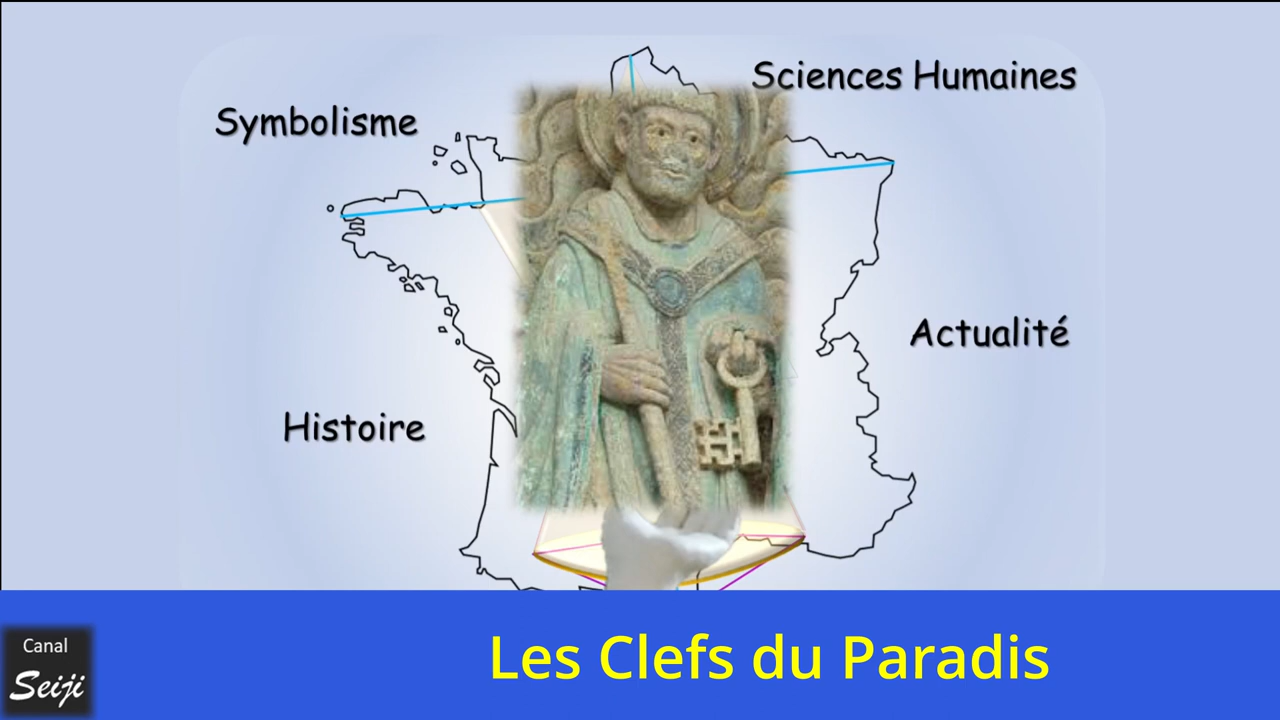 Sciences Humaines
Symbolisme
Actualité
Histoire
Les Clefs du Paradis
Canal
Seiji